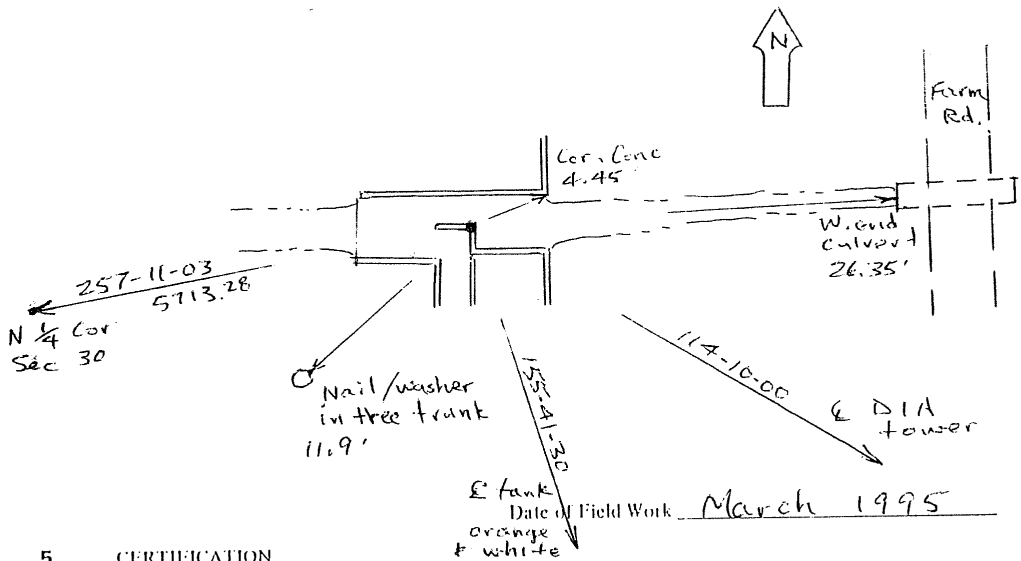 N
Farm
Rd.
Cor. Conc
4.45'
W. end
Culvert
26.35'
257-11-03
5713.28
N 1/4 Cor
Sec 30
Nail/washer
in tree trunk
11.9'
155-41-30
114-10-00
℄ DIA
tower
℄ tank
orange
& white
Date of Field Work March 1995
5 CERTIFICATION